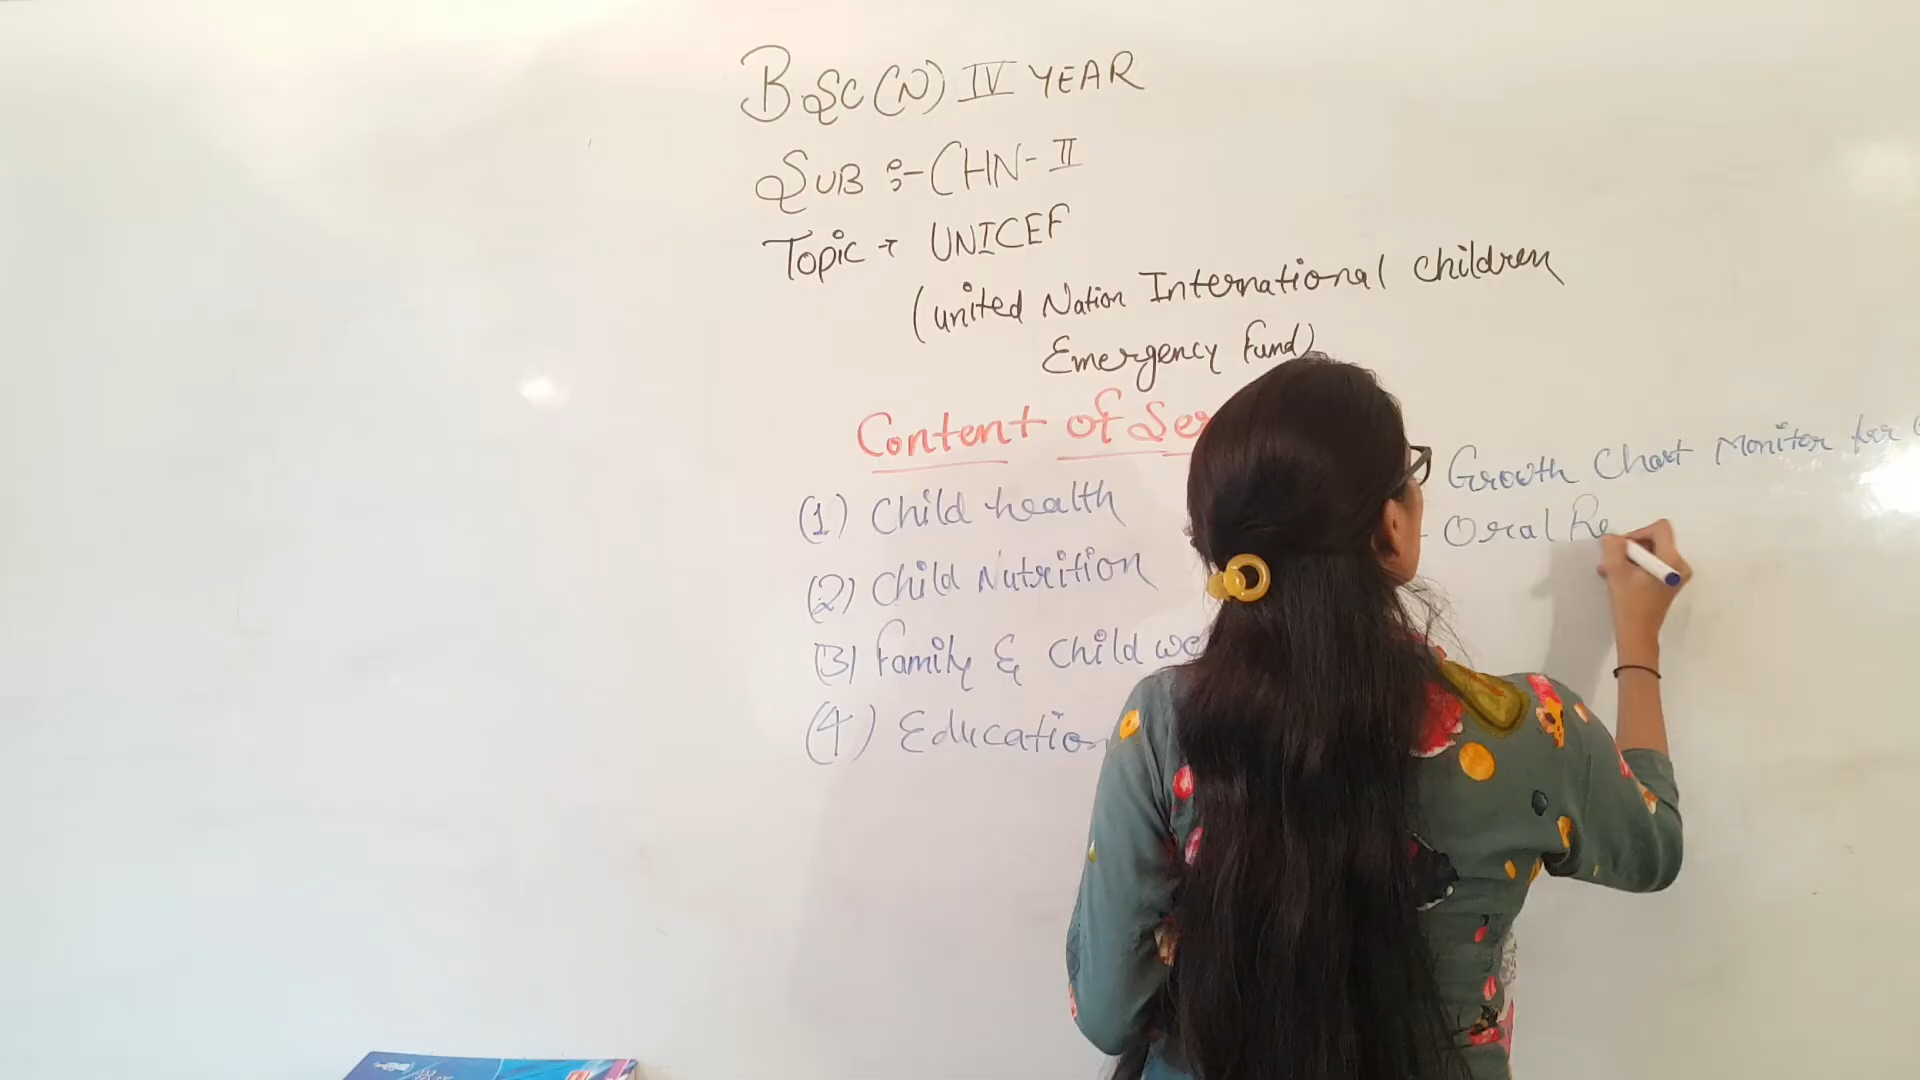 BSC (N) IV YEAR
SUB :- CHN-II
Topic → UNICEF
(united Nation International children
Emergency fund)
Content of Ser
(1) Child health
(2) Child Nutrition
(3) family & child we
(4) Education
Growth Chart Monitor for
- Oral Re